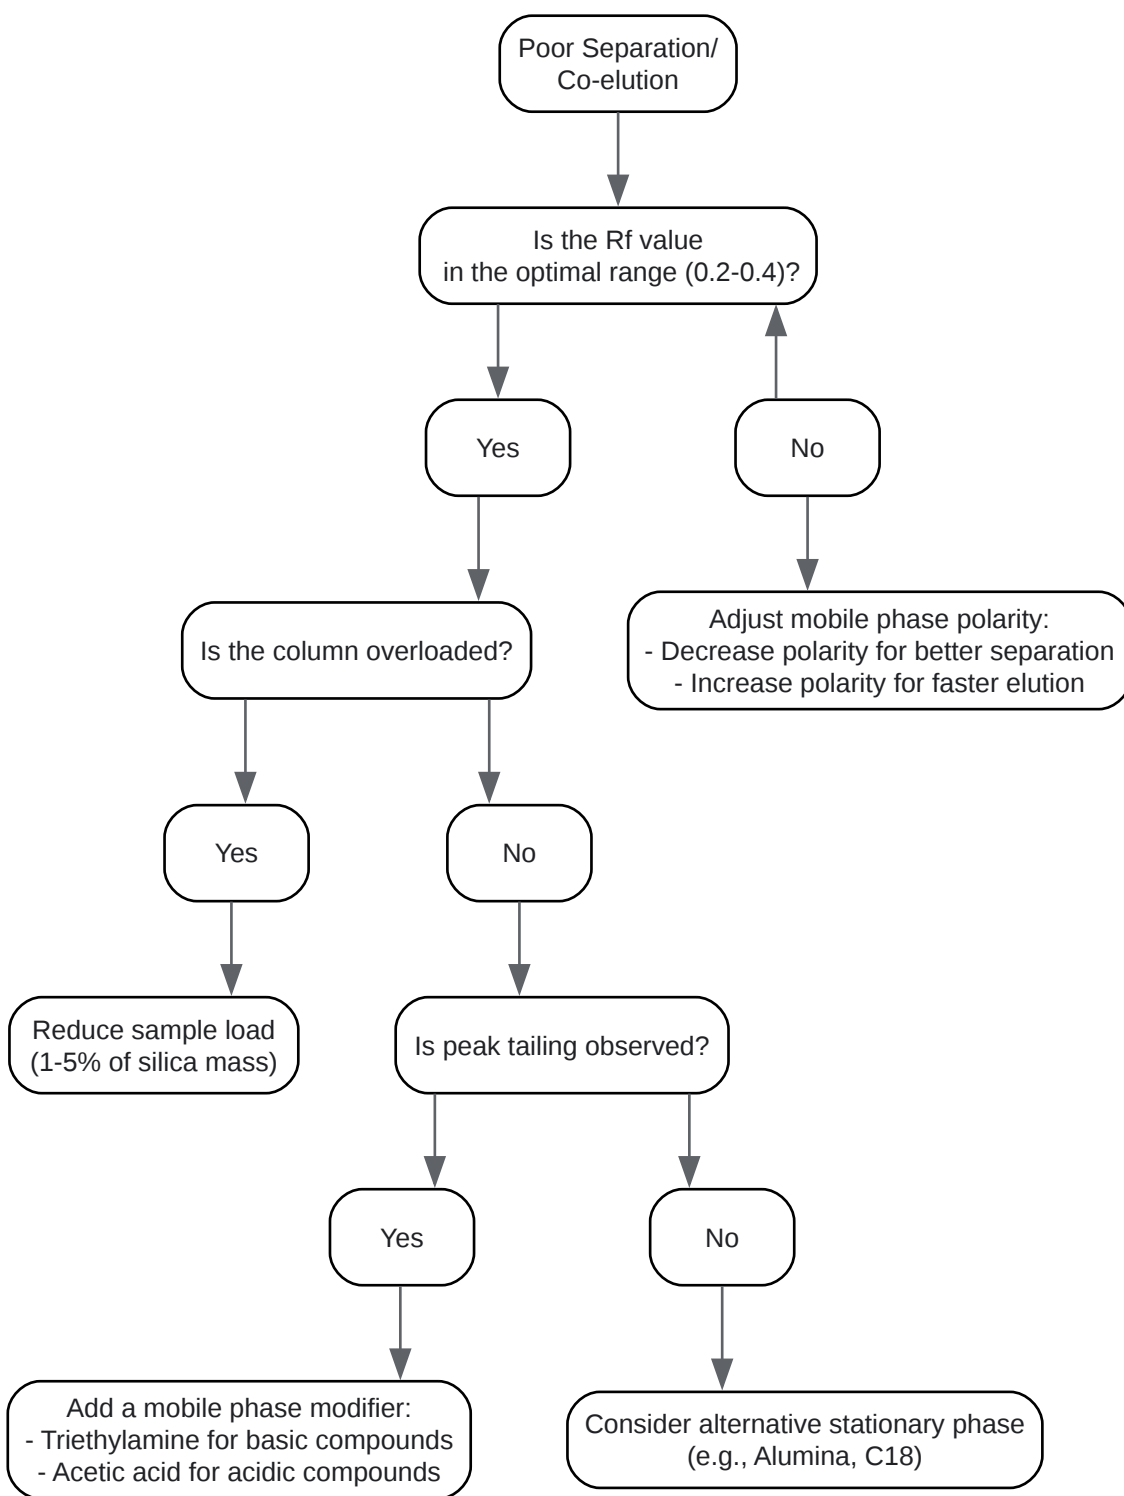 Poor Separation/
Co-elution
Is the Rf value
in the optimal range (0.2-0.4)?
Yes
No
Is the column overloaded?
Adjust mobile phase polarity:
- Decrease polarity for better separation
- Increase polarity for faster elution
Yes
No
Reduce sample load
(1-5% of silica mass)
Is peak tailing observed?
Yes
No
Add a mobile phase modifier:
- Triethylamine for basic compounds
- Acetic acid for acidic compounds
Consider alternative stationary phase
(e.g., Alumina, C18)